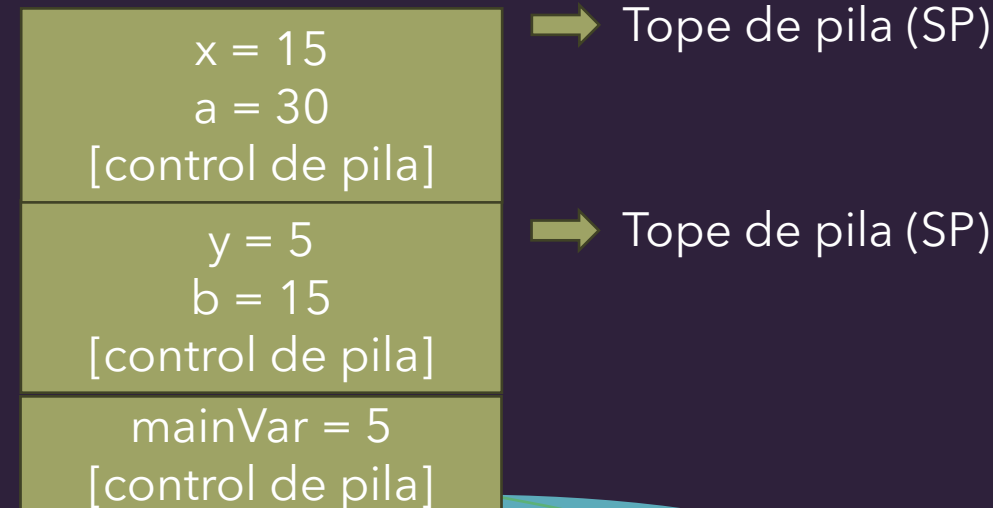 Tope de pila (SP)
x = 15
a = 30
[control de pila]
Tope de pila (SP)
y = 5
b = 15
[control de pila]
mainVar = 5
[control de pila]